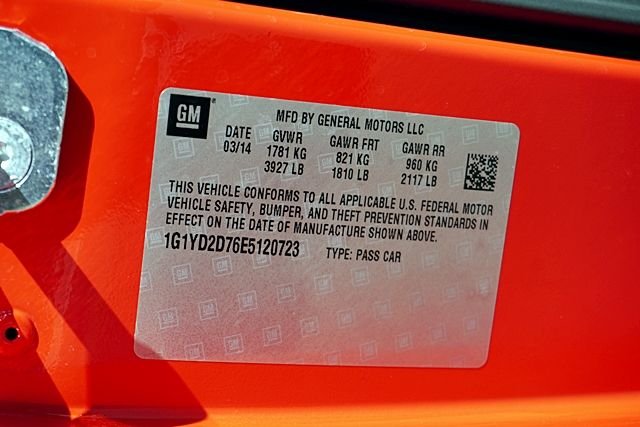 GM
MFD BY GENERAL MOTORS LLC
DATE GVWR GAWR FRT GAWR RR
03/14 1781 KG 821 KG 960 KG
3927 LB 1810 LB 2117 LB
THIS VEHICLE CONFORMS TO ALL APPLICABLE U.S. FEDERAL MOTOR
VEHICLE SAFETY, BUMPER, AND THEFT PREVENTION STANDARDS IN
EFFECT ON THE DATE OF MANUFACTURE SHOWN ABOVE.
1G1YD2D76E5120723 TYPE: PASS CAR